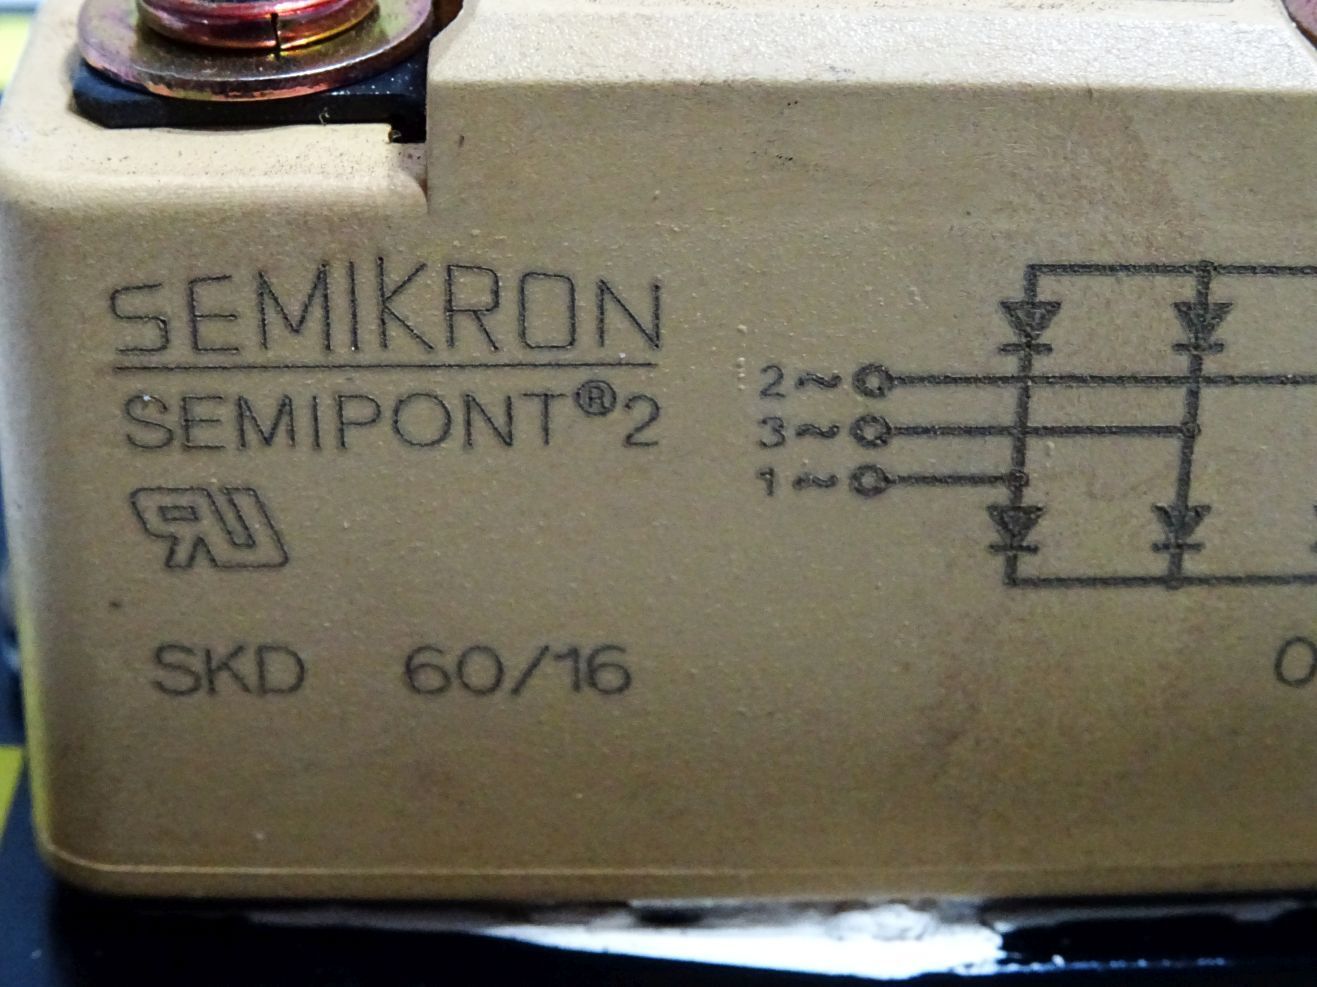 SEMIKRON
SEMIPONT®2
SKD 60/16
2~
3~
1~